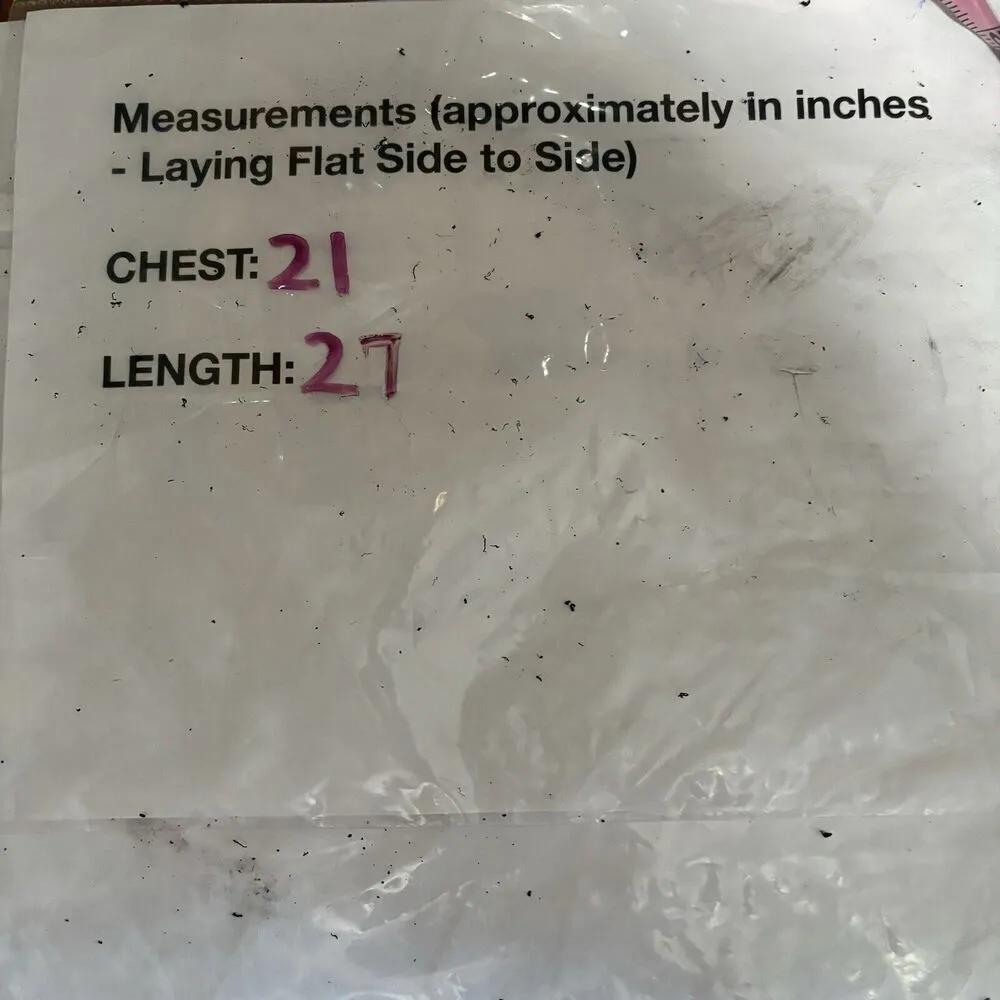 Measurements (approximately in inches
- Laying Flat Side to Side)
CHEST: 21
LENGTH: 27